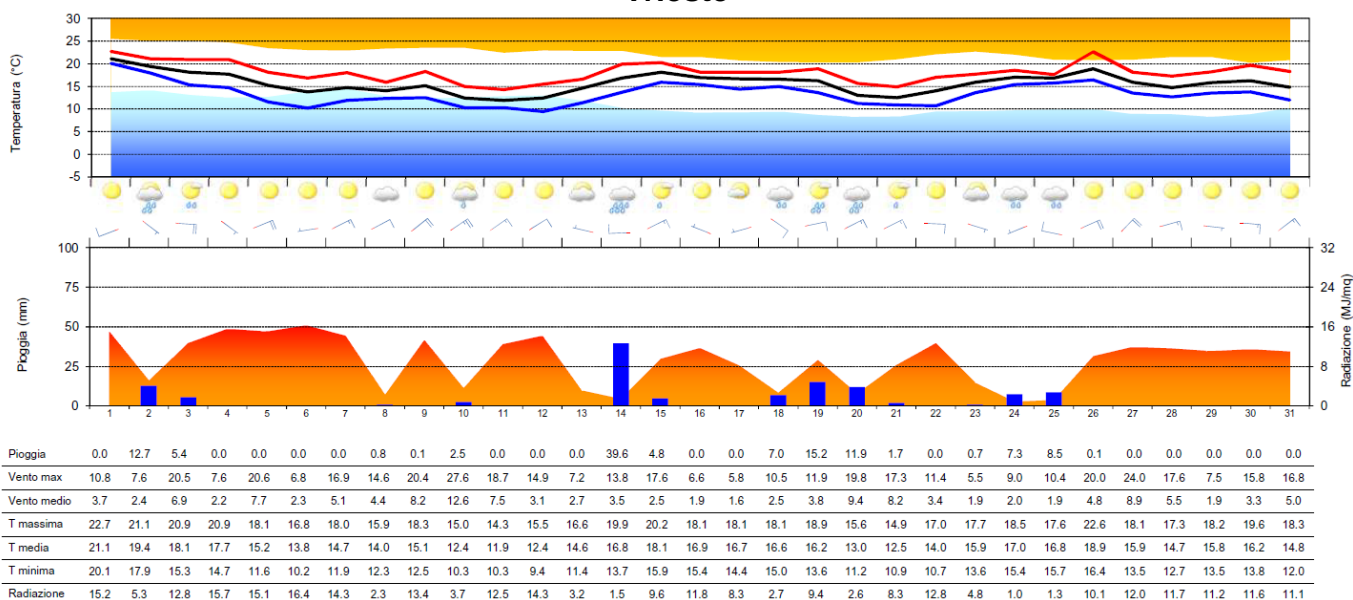 Trieste
30
25
20
15
10
5
0
-5
Temperatura (°C)
100
75
50
25
0
Pioggia (mm)
32
24
16
8
0
Radiazione (MJ/mq)
1 2 3 4 5 6 7 8 9 10 11 12 13 14 15 16 17 18 19 20 21 22 23 24 25 26 27 28 29 30 31
Pioggia 0.0 12.7 5.4 0.0 0.0 0.0 0.0 0.8 0.1 2.5 0.0 0.0 0.0 39.6 4.8 0.0 0.0 7.0 15.2 11.9 1.7 0.0 0.7 7.3 8.5 0.1 0.0 0.0 0.0 0.0 0.0
Vento max 10.8 7.6 20.5 7.6 20.6 6.8 16.9 14.6 20.4 27.6 18.7 14.9 7.2 13.8 17.6 6.6 5.8 10.5 11.9 19.8 17.3 11.4 5.5 9.0 10.4 20.0 24.0 17.6 7.5 15.8 16.8
Vento medio 3.7 2.4 6.9 2.2 7.7 2.3 5.1 4.4 8.2 12.6 7.5 3.1 2.7 3.5 2.5 1.9 1.6 2.5 3.8 9.4 8.2 3.4 1.9 2.0 1.9 4.8 8.9 5.5 1.9 3.3 5.0
T massima 22.7 21.1 20.9 20.9 18.1 16.8 18.0 15.9 18.3 15.0 14.3 15.5 16.6 19.9 20.2 18.1 18.1 18.1 18.9 15.6 14.9 17.0 17.7 18.5 17.6 22.6 18.1 17.3 18.2 19.6 18.3
T media 21.1 19.4 18.1 17.7 15.2 13.8 14.7 14.0 15.1 12.4 11.9 12.4 14.6 16.8 18.1 16.9 16.7 16.6 16.2 13.0 12.5 14.0 15.9 17.0 16.8 18.9 15.9 14.7 15.8 16.2 14.8
T minima 20.1 17.9 15.3 14.7 11.6 10.2 11.9 12.3 12.5 10.3 10.3 9.4 11.4 13.7 15.9 15.4 14.4 15.0 13.6 11.2 10.9 10.7 13.6 15.4 15.7 16.4 13.5 12.7 13.5 13.8 12.0
Radiazione 15.2 5.3 12.8 15.7 15.1 16.4 14.3 2.3 13.4 3.7 12.5 14.3 3.2 1.5 9.6 11.8 8.3 2.7 9.4 2.6 8.3 12.8 4.8 1.0 1.3 10.1 12.0 11.7 11.2 11.6 11.1